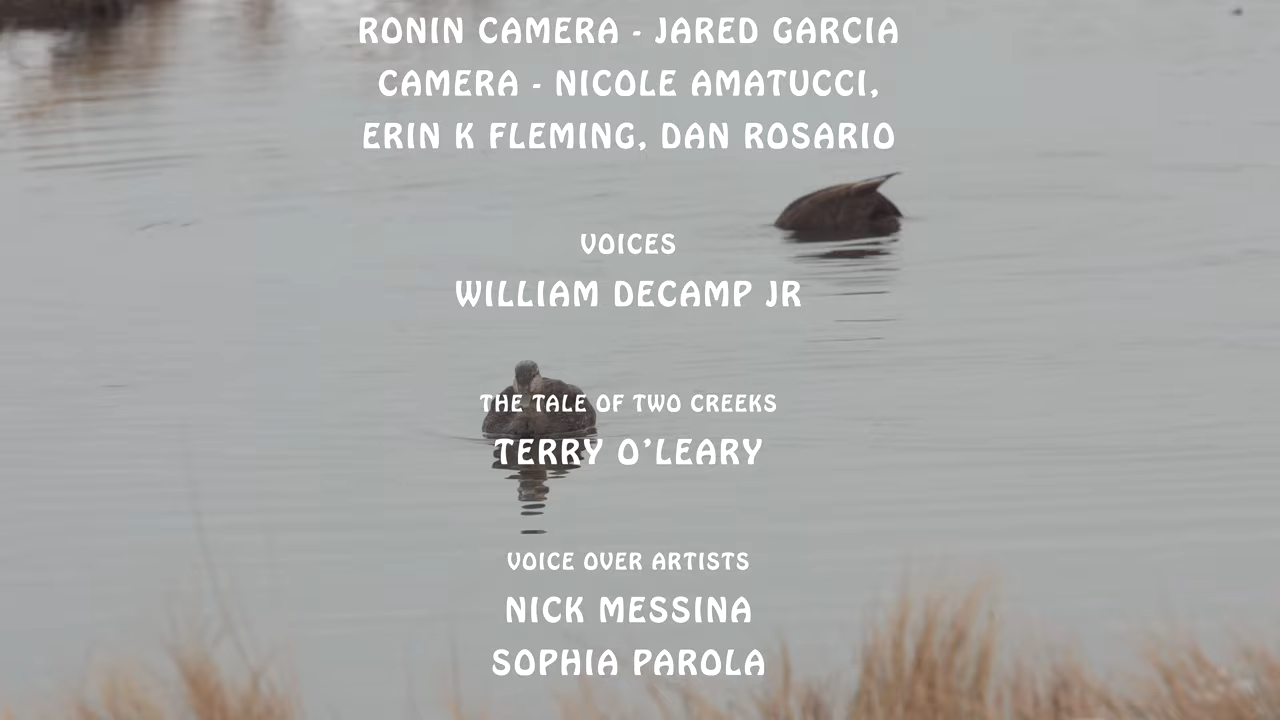 RONIN CAMERA - JARED GARCIA
CAMERA - NICOLE AMATUCCI,
ERIN K FLEMING, DAN ROSARIO
VOICES
WILLIAM DECAMP JR
THE TALE OF TWO CREEKS
TERRY O'LEARY
VOICE OVER ARTISTS
NICK MESSINA
SOPHIA PAROLA